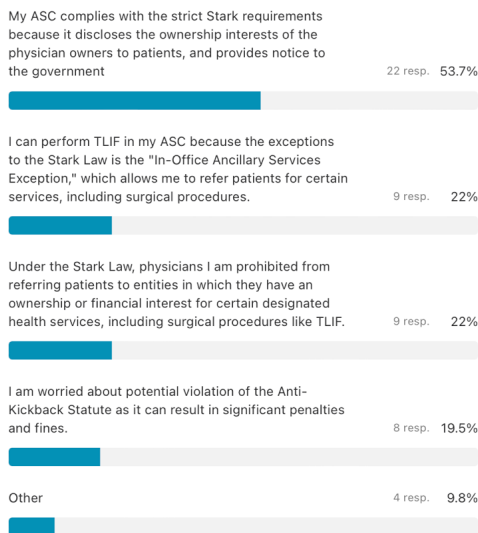 My ASC complies with the strict Stark requirements
because it discloses the ownership interests of the
physician owners to patients, and provides notice to
the government
22 resp. 53.7%
I can perform TLIF in my ASC because the exceptions
to the Stark Law is the "In-Office Ancillary Services
Exception," which allows me to refer patients for certain
services, including surgical procedures.
9 resp. 22%
Under the Stark Law, physicians I am prohibited from
referring patients to entities in which they have an
ownership or financial interest for certain designated
health services, including surgical procedures like TLIF.
9 resp. 22%
I am worried about potential violation of the Anti-
Kickback Statute as it can result in significant penalties
and fines.
8 resp. 19.5%
Other
4 resp. 9.8%